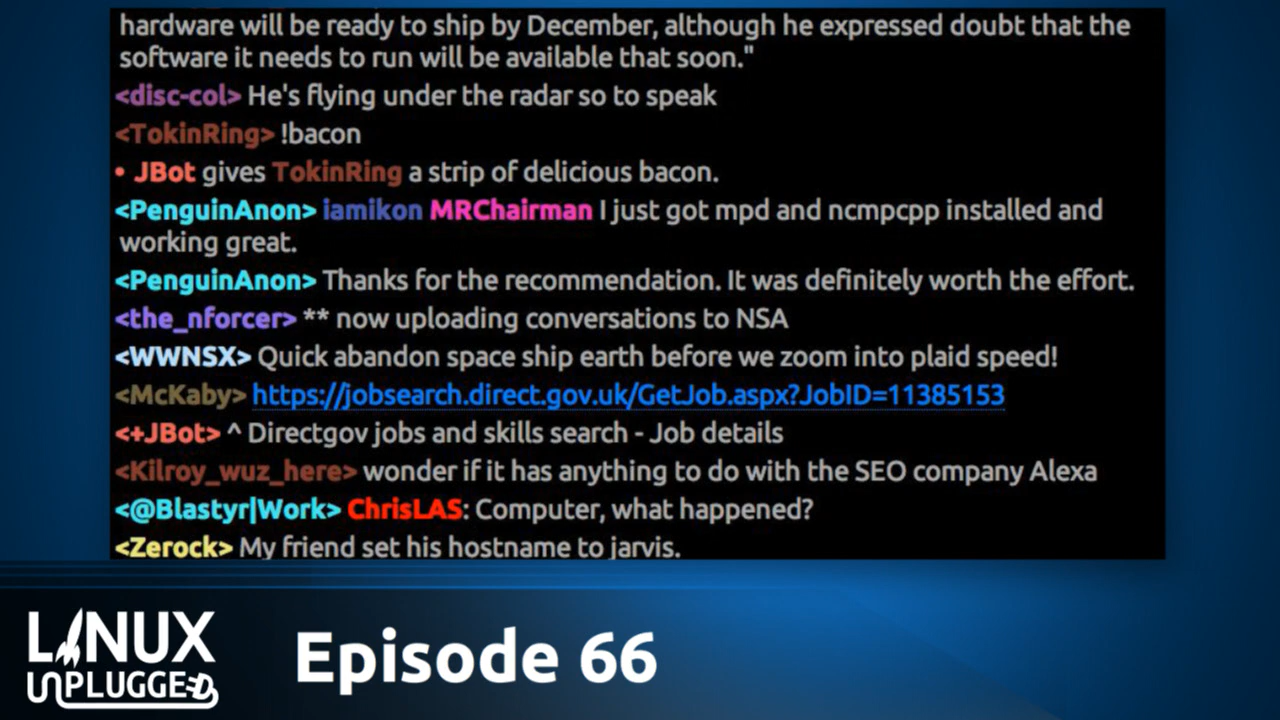 hardware will be ready to ship by December, although he expressed doubt that the
software it needs to run will be available that soon."
<disc-col> He's flying under the radar so to speak
<TokinRing> !bacon
• JBot gives TokinRing a strip of delicious bacon.
<PenguinAnon> iamikon MRChairman I just got mpd and ncmpcpp installed and
working great.
<PenguinAnon> Thanks for the recommendation. It was definitely worth the effort.
<the_nforcer> ** now uploading conversations to NSA
<WWNSX> Quick abandon space ship earth before we zoom into plaid speed!
<McKaby> https://jobsearch.direct.gov.uk/GetJob.aspx?JobID=11385153
<+JBot> ^ Directgov jobs and skills search - Job details
<Kilroy_wuz_here> wonder if it has anything to do with the SEO company Alexa
<@Blastyr|Work> ChrisLAS: Computer, what happened?
<Zerock> My friend set his hostname to jarvis.
LINUX
UNPLUGGED
Episode 66